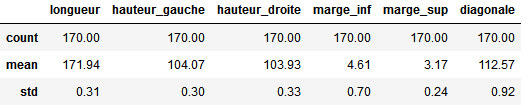 longueur hauteur_gauche hauteur_droite marge_inf marge_sup diagonale
count 170.00 170.00 170.00 170.00 170.00 170.00
mean 171.94 104.07 103.93 4.61 3.17 112.57
std 0.31 0.30 0.33 0.70 0.24 0.92